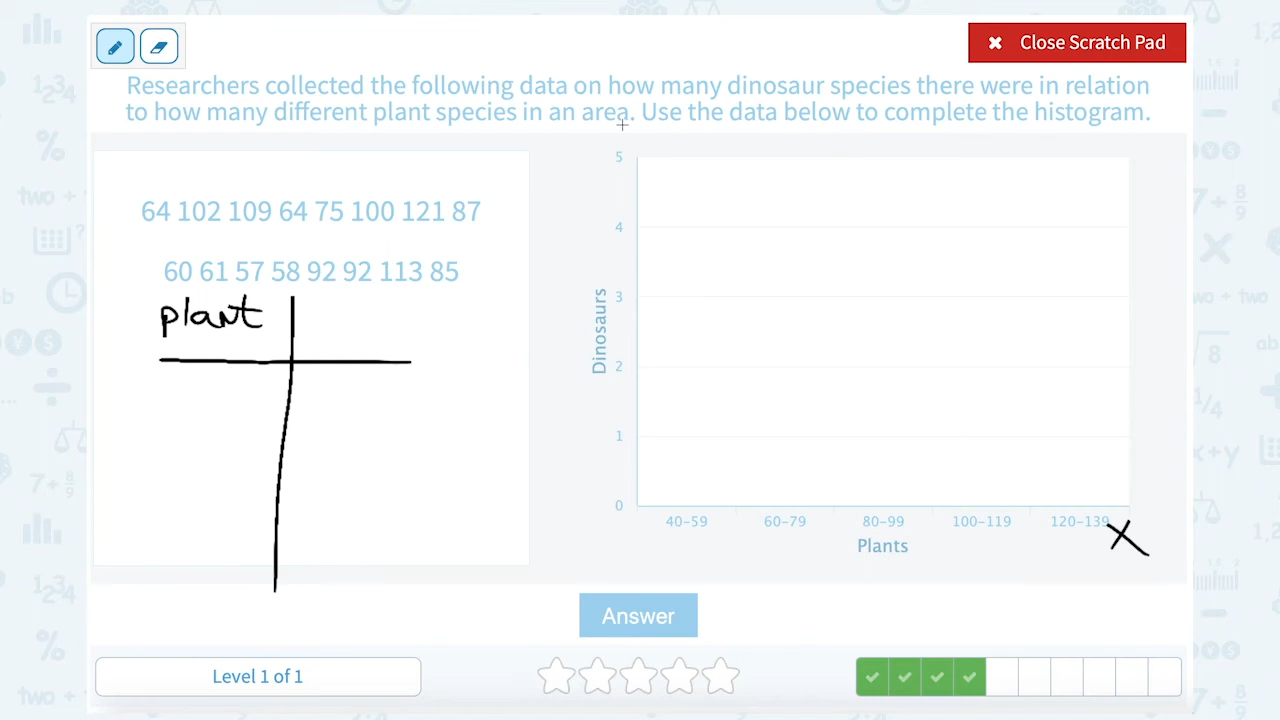 Close Scratch Pad
Researchers collected the following data on how many dinosaur species there were in relation
to how many different plant species in an area. Use the data below to complete the histogram.
64 102 109 64 75 100 121 87
60 61 57 58 92 92 113 85
plant
5
4
3
2
1
0
Dinosaurs
40–59 60–79 80–99 100–119 120–139
Plants
X
Answer
Level 1 of 1